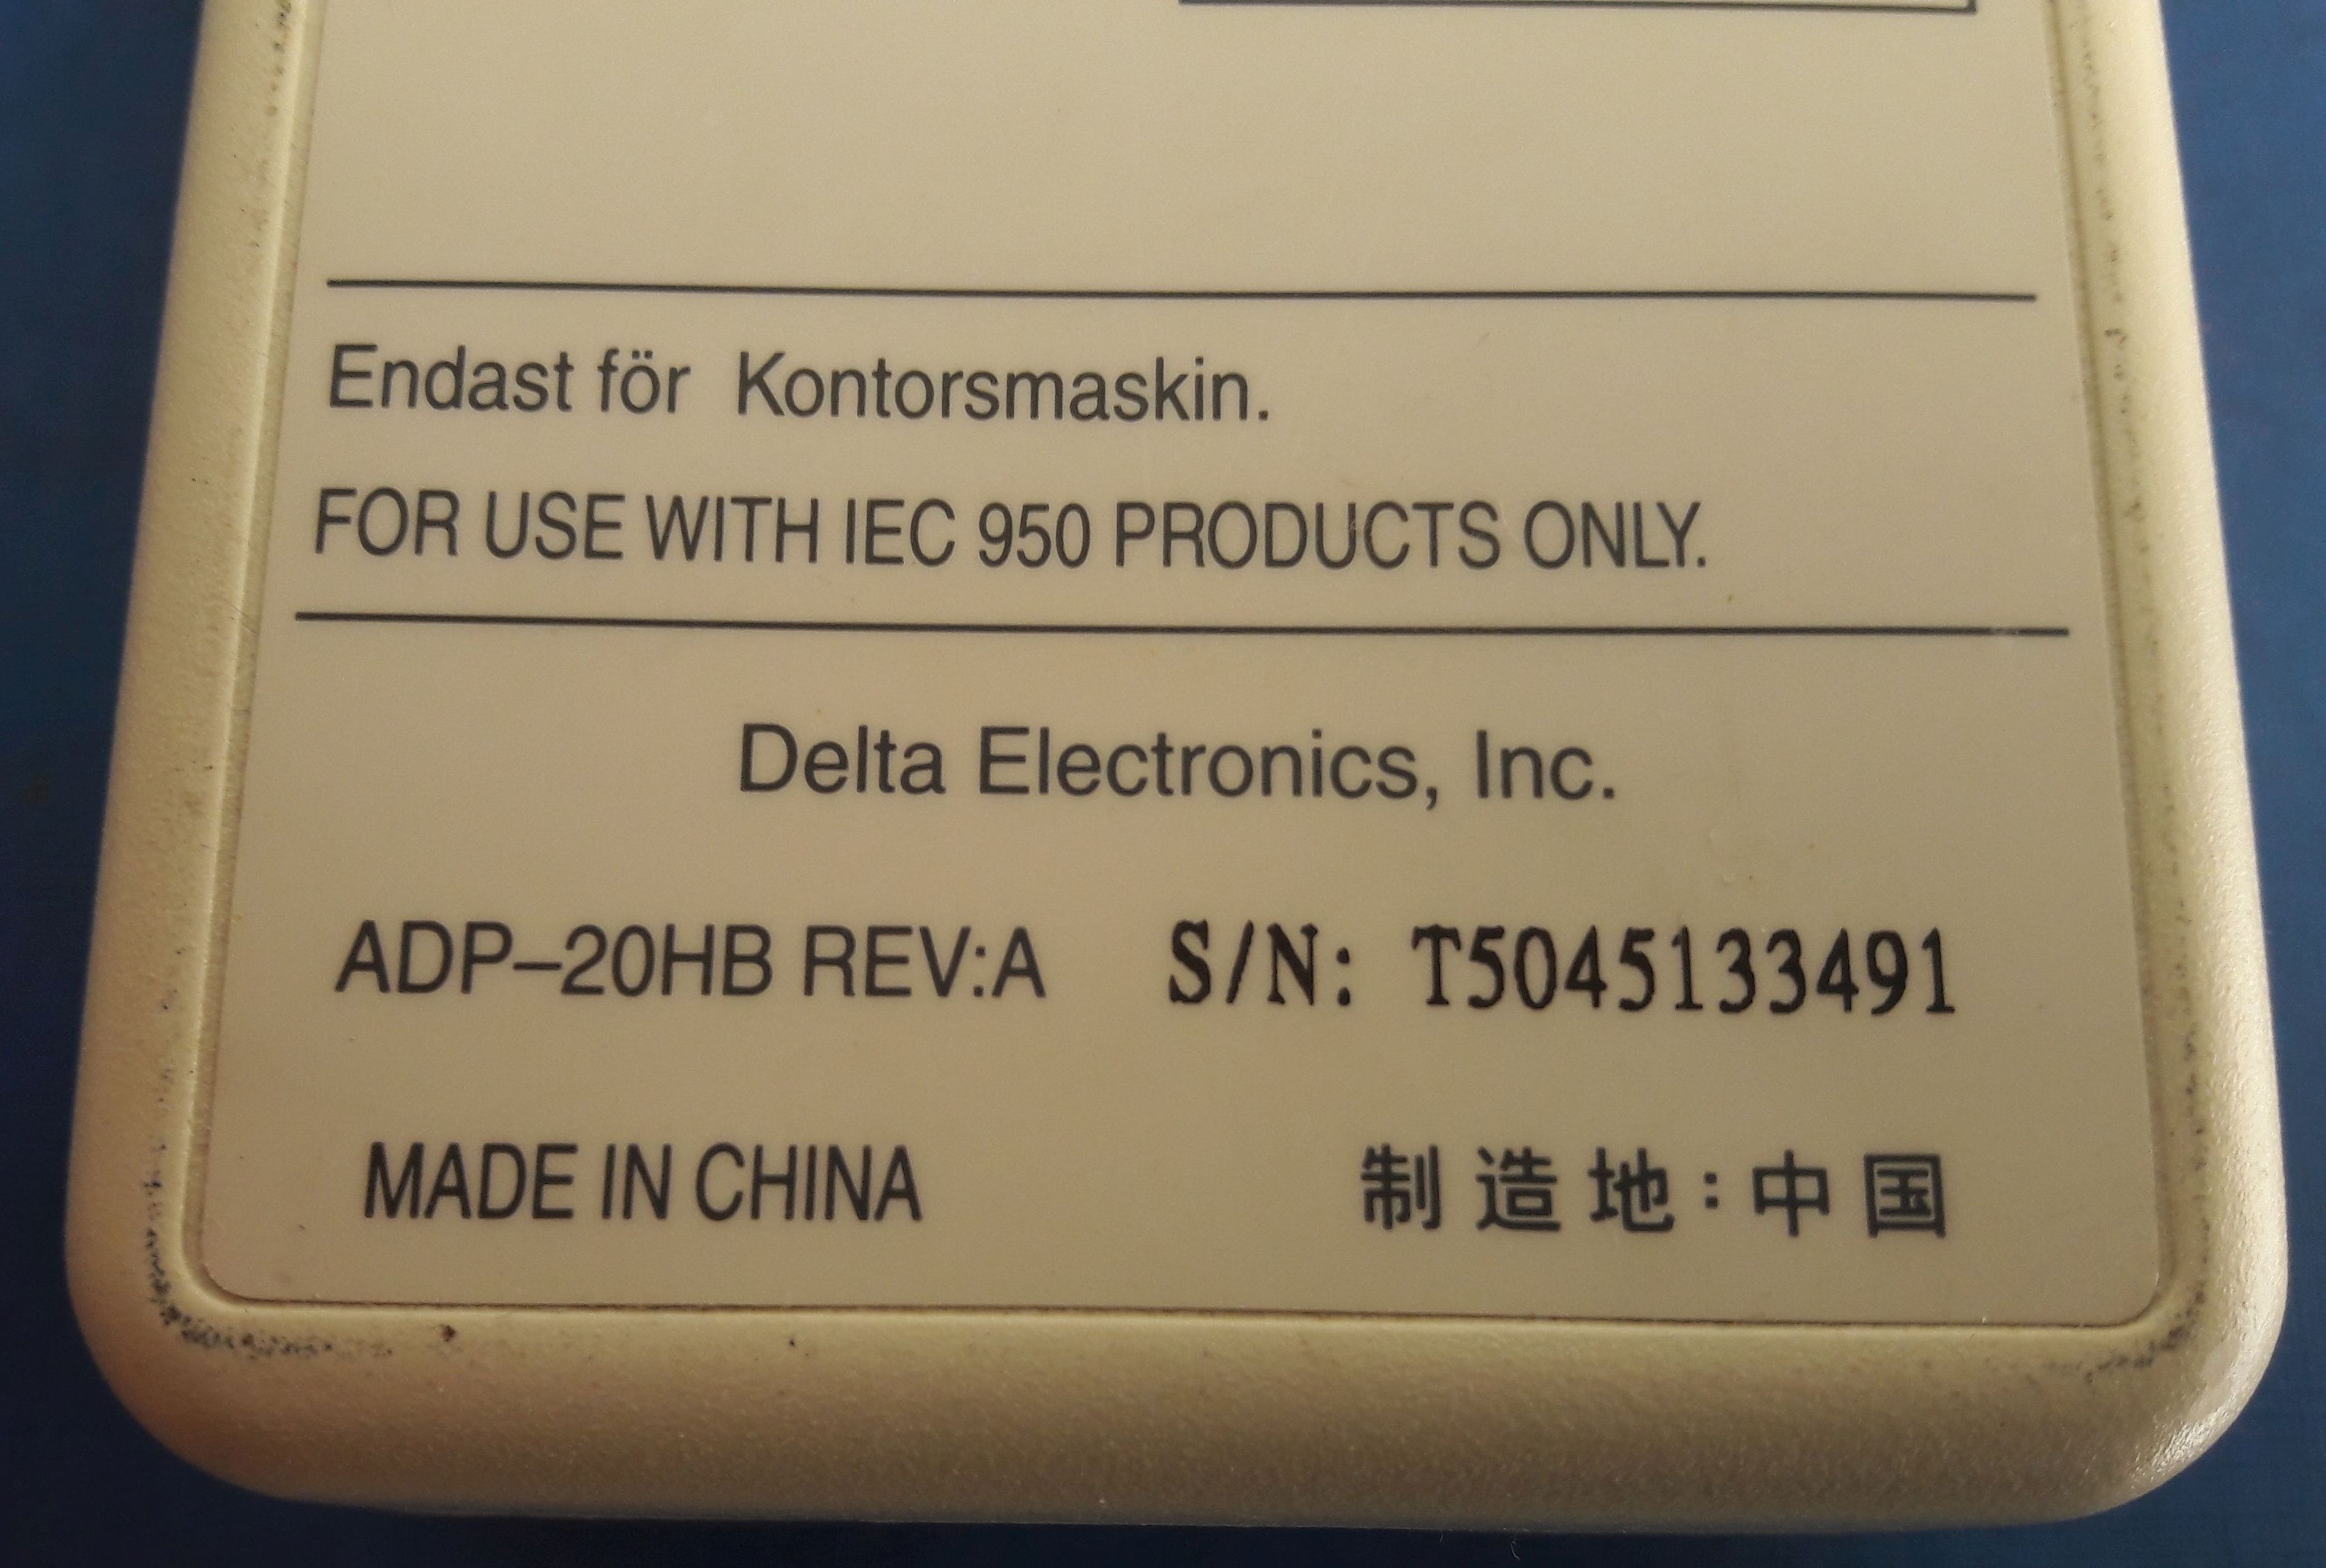 Endast för Kontorsmaskin.
FOR USE WITH IEC 950 PRODUCTS ONLY.
Delta Electronics, Inc.
ADP–20HB REV:A S/N: T5045133491
MADE IN CHINA 制造地:中国